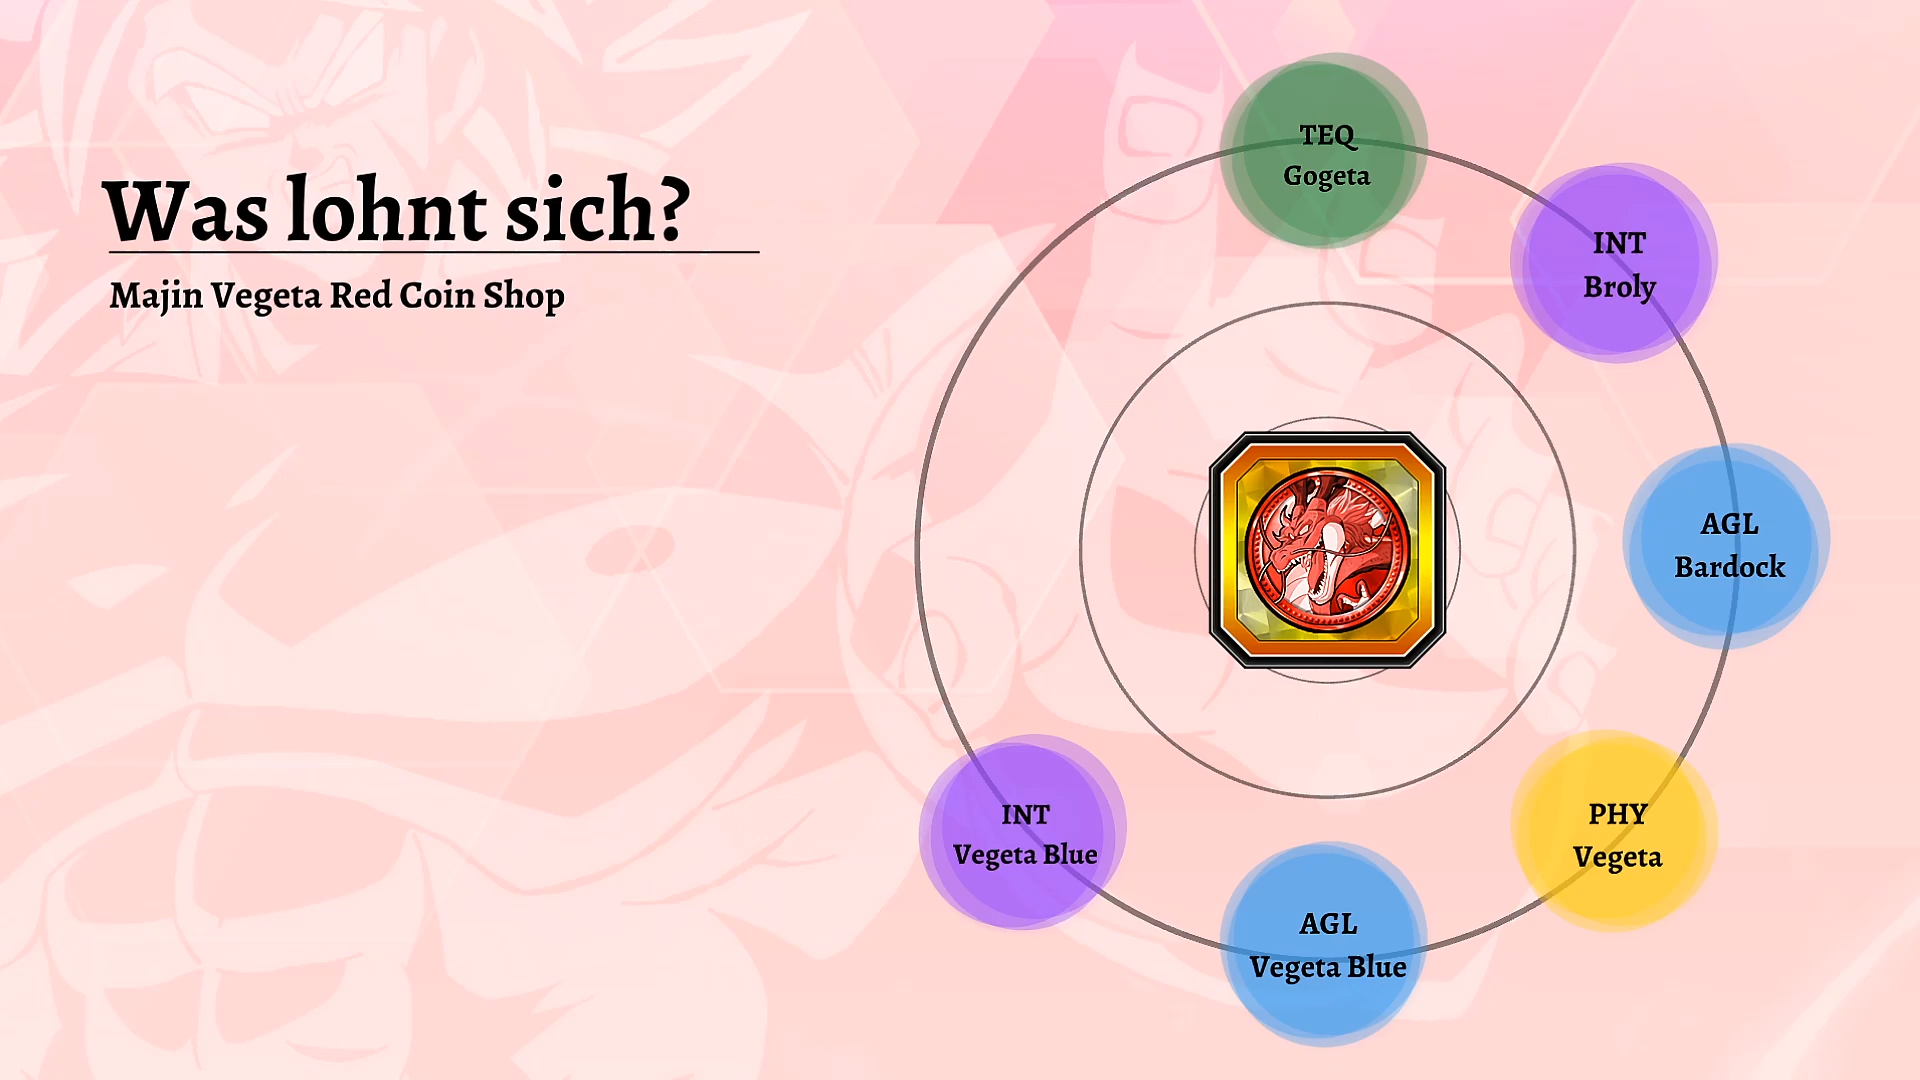 Was lohnt sich?
Majin Vegeta Red Coin Shop
TEQ
Gogeta
INT
Broly
AGL
Bardock
PHY
Vegeta
AGL
Vegeta Blue
INT
Vegeta Blue